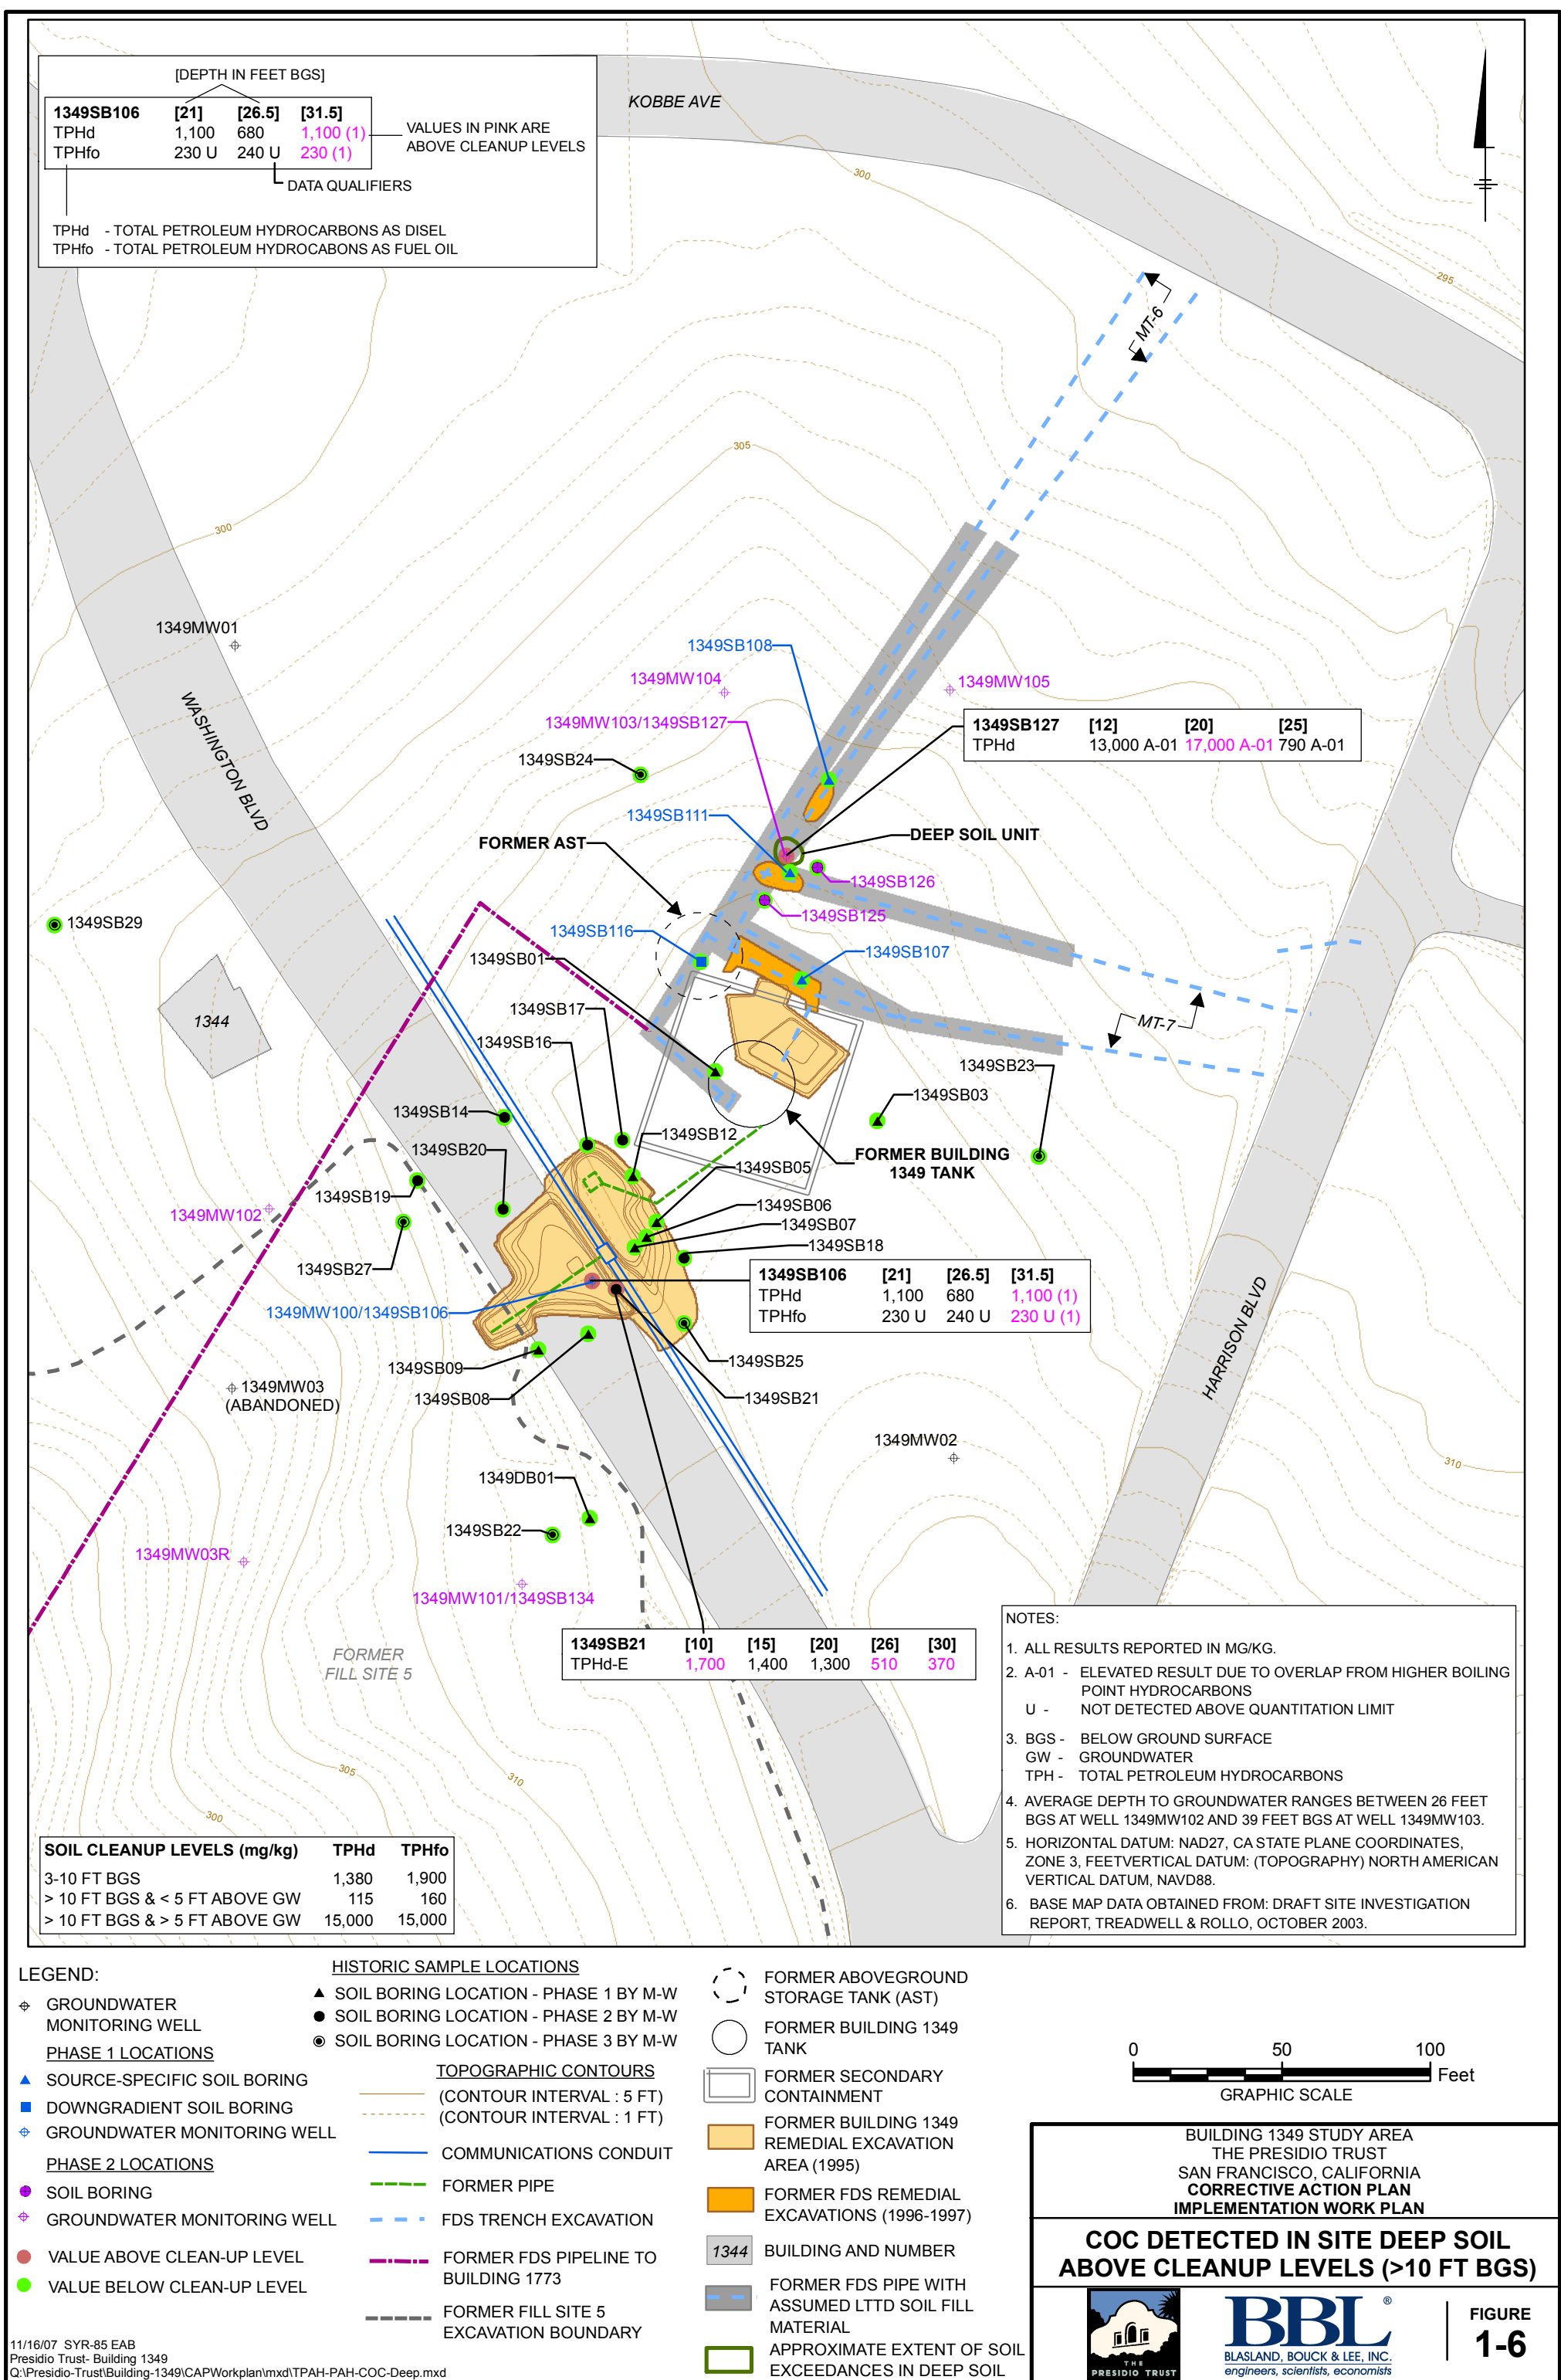 [DEPTH IN FEET BGS]
1349SB106 [21] [26.5] [31.5]
TPHd 1,100 680 1,100 (1)
TPHfo 230 U 240 U 230 (1)
VALUES IN PINK ARE
ABOVE CLEANUP LEVELS
DATA QUALIFIERS
TPHd - TOTAL PETROLEUM HYDROCARBONS AS DISEL
TPHfo - TOTAL PETROLEUM HYDROCABONS AS FUEL OIL
KOBBE AVE
300
295
MT-6
305
300
1349MW01
WASHINGTON BLVD
1349SB108
1349MW104
1349MW105
1349MW103/1349SB127
1349SB127 [12] [20] [25]
TPHd 13,000 A-01 17,000 A-01 790 A-01
1349SB24
1349SB111
FORMER AST
DEEP SOIL UNIT
1349SB126
1349SB125
1349SB29
1349SB116
1349SB107
1349SB01
1344
1349SB17
MT-7
1349SB16
1349SB23
1349SB03
1349SB14
1349SB12
1349SB20
FORMER BUILDING
1349 TANK
1349SB05
1349SB19
1349SB06
1349MW102
1349SB07
1349SB18
1349SB27
1349SB106 [21] [26.5] [31.5]
TPHd 1,100 680 1,100 (1)
TPHfo 230 U 240 U 230 U (1)
1349MW100/1349SB106
HARRISON BLVD
1349SB25
1349SB09
1349MW03
(ABANDONED)
1349SB08
1349SB21
1349MW02
310
1349DB01
1349SB22
1349MW03R
1349MW101/1349SB134
FORMER
FILL SITE 5
1349SB21 [10] [15] [20] [26] [30]
TPHd-E 1,700 1,400 1,300 510 370
305
310
300
NOTES:
1. ALL RESULTS REPORTED IN MG/KG.
2. A-01 - ELEVATED RESULT DUE TO OVERLAP FROM HIGHER BOILING
POINT HYDROCARBONS
U - NOT DETECTED ABOVE QUANTITATION LIMIT
3. BGS - BELOW GROUND SURFACE
GW - GROUNDWATER
TPH - TOTAL PETROLEUM HYDROCARBONS
4. AVERAGE DEPTH TO GROUNDWATER RANGES BETWEEN 26 FEET
BGS AT WELL 1349MW102 AND 39 FEET BGS AT WELL 1349MW103.
5. HORIZONTAL DATUM: NAD27, CA STATE PLANE COORDINATES,
ZONE 3, FEETVERTICAL DATUM: (TOPOGRAPHY) NORTH AMERICAN
VERTICAL DATUM, NAVD88.
6. BASE MAP DATA OBTAINED FROM: DRAFT SITE INVESTIGATION
REPORT, TREADWELL & ROLLO, OCTOBER 2003.
SOIL CLEANUP LEVELS (mg/kg) TPHd TPHfo
3-10 FT BGS 1,380 1,900
> 10 FT BGS & < 5 FT ABOVE GW 115 160
> 10 FT BGS & > 5 FT ABOVE GW 15,000 15,000
LEGEND:
GROUNDWATER
MONITORING WELL
PHASE 1 LOCATIONS
SOURCE-SPECIFIC SOIL BORING
DOWNGRADIENT SOIL BORING
GROUNDWATER MONITORING WELL
PHASE 2 LOCATIONS
SOIL BORING
GROUNDWATER MONITORING WELL
VALUE ABOVE CLEAN-UP LEVEL
VALUE BELOW CLEAN-UP LEVEL
HISTORIC SAMPLE LOCATIONS
SOIL BORING LOCATION - PHASE 1 BY M-W
SOIL BORING LOCATION - PHASE 2 BY M-W
SOIL BORING LOCATION - PHASE 3 BY M-W
TOPOGRAPHIC CONTOURS
(CONTOUR INTERVAL : 5 FT)
(CONTOUR INTERVAL : 1 FT)
COMMUNICATIONS CONDUIT
FORMER PIPE
FDS TRENCH EXCAVATION
FORMER FDS PIPELINE TO
BUILDING 1773
FORMER FILL SITE 5
EXCAVATION BOUNDARY
FORMER ABOVEGROUND
STORAGE TANK (AST)
FORMER BUILDING 1349
TANK
FORMER SECONDARY
CONTAINMENT
FORMER BUILDING 1349
REMEDIAL EXCAVATION
AREA (1995)
FORMER FDS REMEDIAL
EXCAVATIONS (1996-1997)
1344 BUILDING AND NUMBER
FORMER FDS PIPE WITH
ASSUMED LTTD SOIL FILL
MATERIAL
APPROXIMATE EXTENT OF SOIL
EXCEEDANCES IN DEEP SOIL
0 50 100
Feet
GRAPHIC SCALE
BUILDING 1349 STUDY AREA
THE PRESIDIO TRUST
SAN FRANCISCO, CALIFORNIA
CORRECTIVE ACTION PLAN
IMPLEMENTATION WORK PLAN
COC DETECTED IN SITE DEEP SOIL
ABOVE CLEANUP LEVELS (>10 FT BGS)
THE
PRESIDIO TRUST
BBL ®
BLASLAND, BOUCK & LEE, INC.
engineers, scientists, economists
FIGURE
1-6
11/16/07 SYR-85 EAB
Presidio Trust- Building 1349
Q:\Presidio-Trust\Building-1349\CAPWorkplan\mxd\TPAH-PAH-COC-Deep.mxd